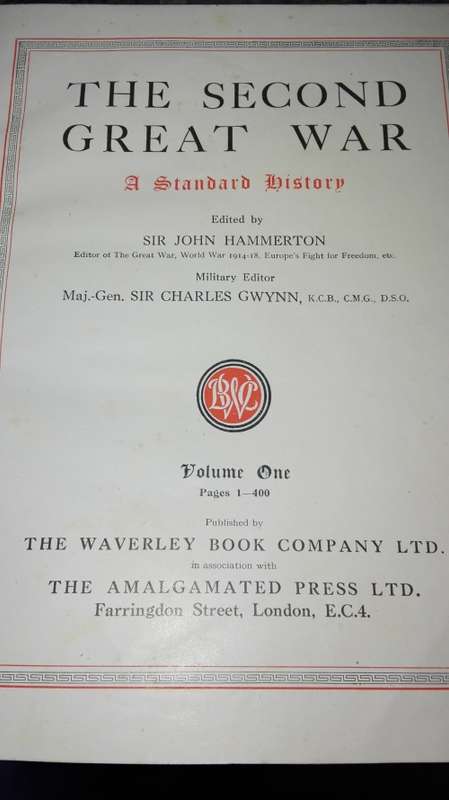 THE SECOND
GREAT WAR
A Standard History
Edited by
SIR JOHN HAMMERTON
Editor of The Great War, World War 1914-18, Europe's Fight for Freedom, etc.
Military Editor
Maj.-Gen. SIR CHARLES GWYNN, K.C.B., C.M.G., D.S.O.
WBC
Volume One
Pages 1—400
Published by
THE WAVERLEY BOOK COMPANY LTD.
in association with
THE AMALGAMATED PRESS LTD.
Farringdon Street, London, E.C.4.